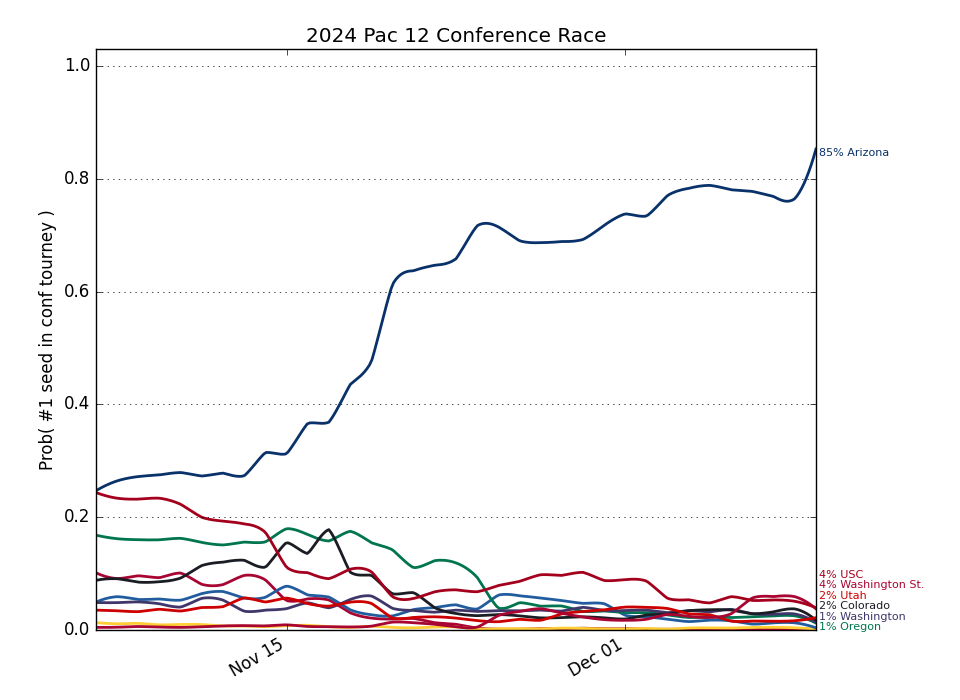 2024 Pac 12 Conference Race
Prob( #1 seed in conf tourney )
1.0
0.8
0.6
0.4
0.2
0.0
Nov 15
Dec 01
85% Arizona
4% USC
4% Washington St.
2% Utah
2% Colorado
1% Washington
1% Oregon